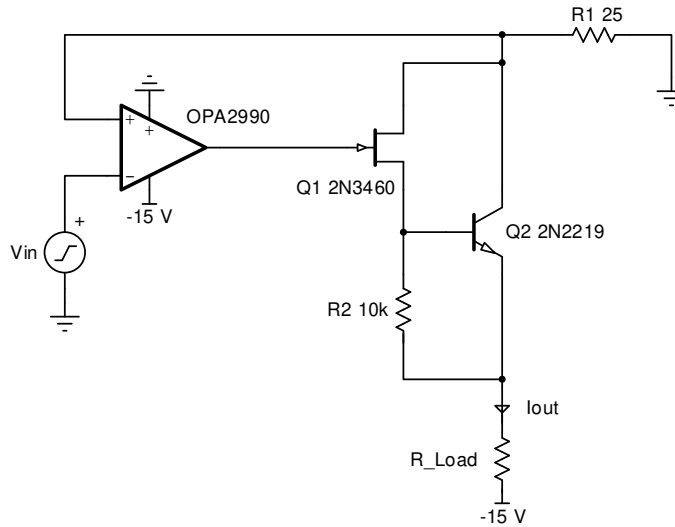 R1 25
OPA2990
+
+
−
-15 V
Q1 2N3460
+
Vin
Q2 2N2219
R2 10k
Iout
R_Load
-15 V